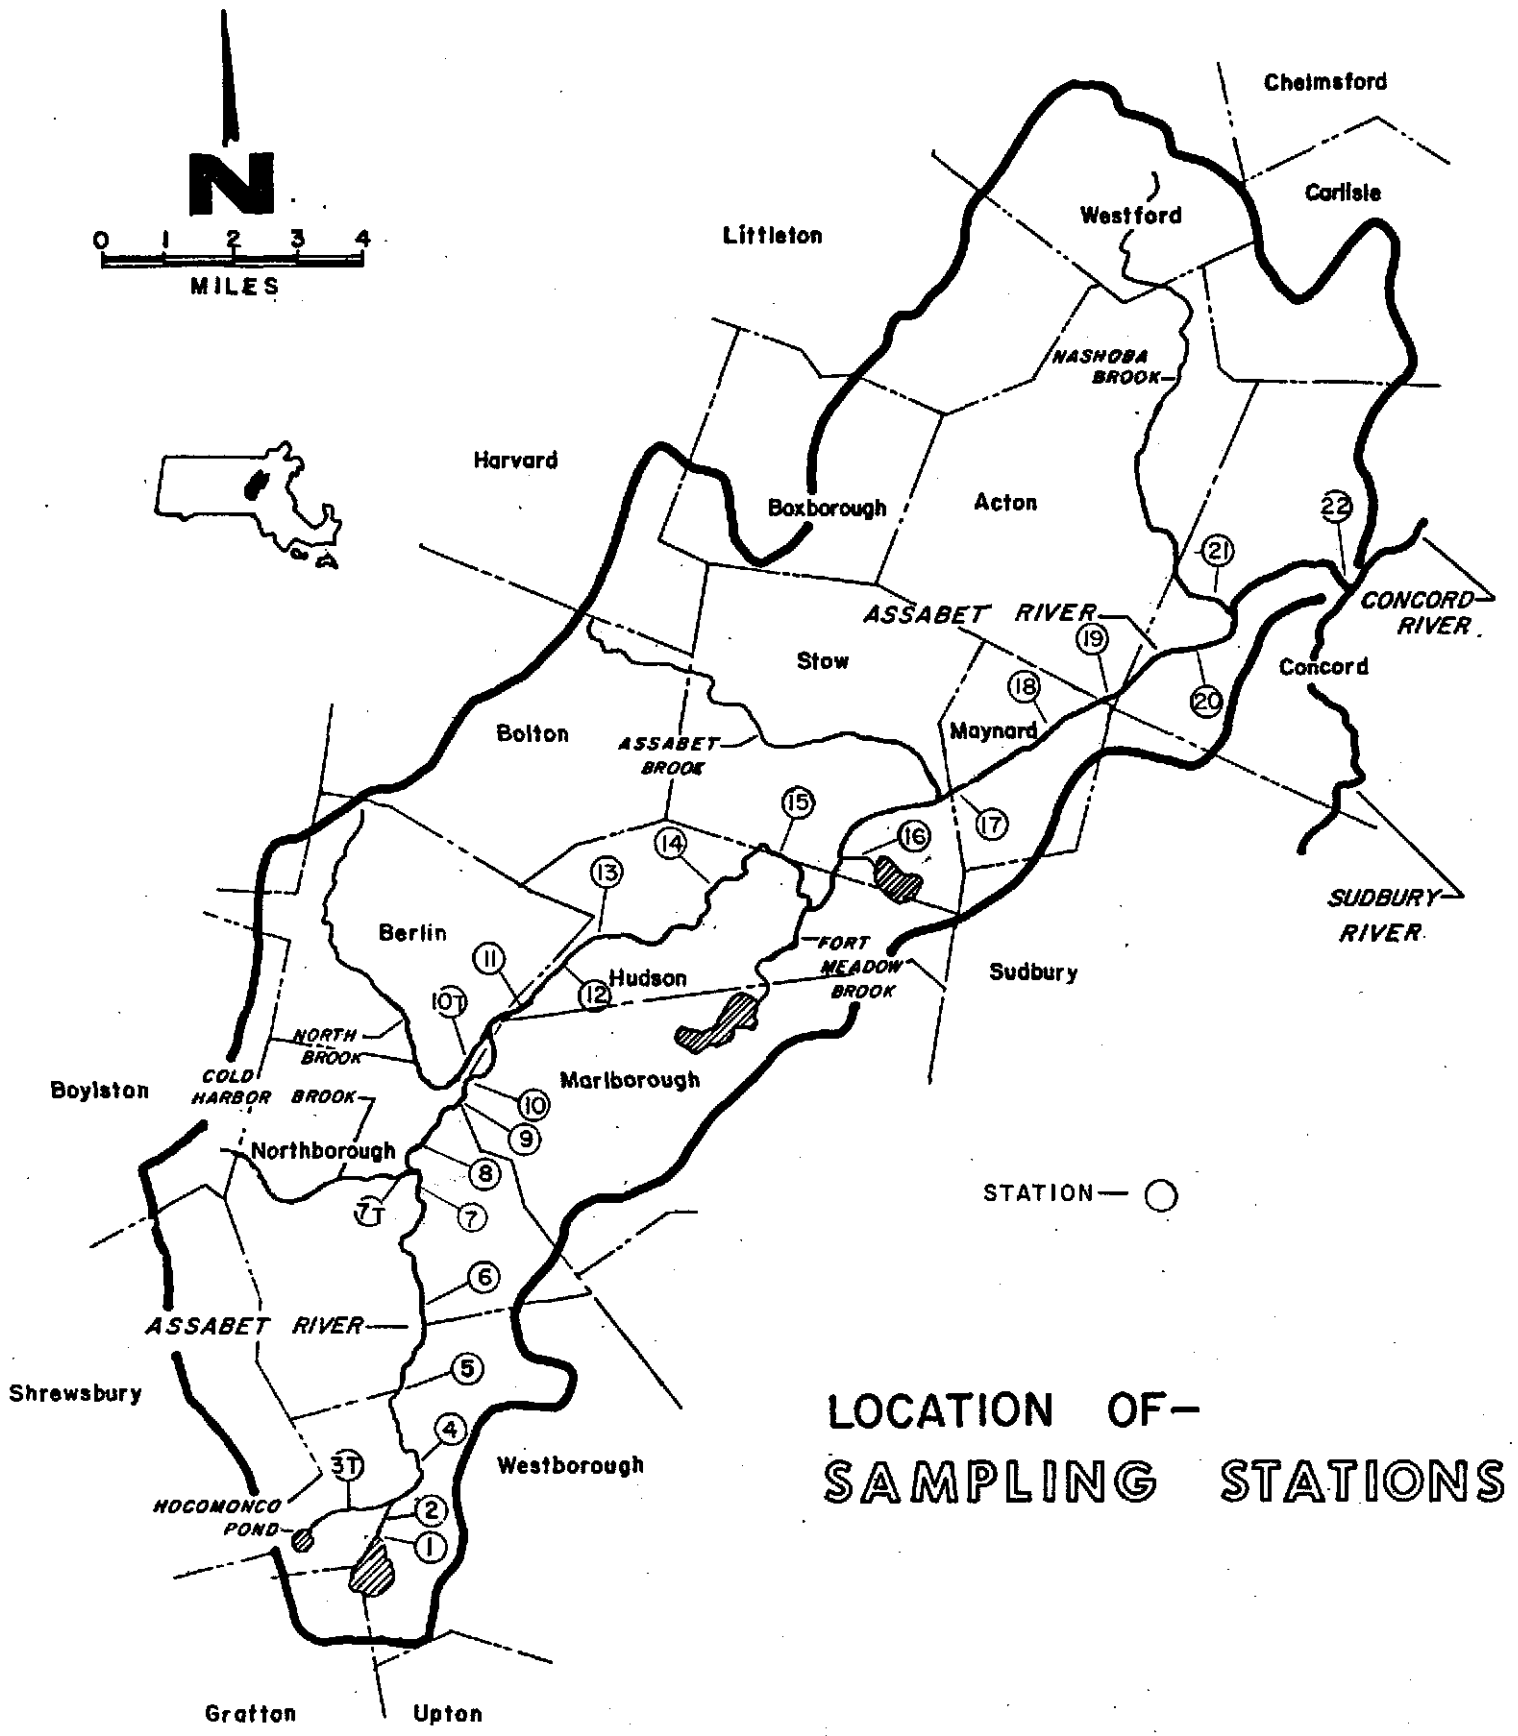 Chelmsford
N
Carlisle
Westford
Littleton
0 1 2 3 4
MILES
NASHOBA
BROOK
Harvard
Boxborough
Acton
22
21
ASSABET RIVER
CONCORD
RIVER
19
Stow
Concord
18
20
Bolton
Maynard
ASSABET
BROOK
15
17
16
14
13
SUDBURY
RIVER
Berlin
FORT
MEADOW
BROOK
11
Hudson
Sudbury
12
10T
NORTH
BROOK
COLD
HARBOR BROOK
Boylston
Marlborough
10
9
Northborough
8
STATION
7T
7
6
ASSABET RIVER
5
Shrewsbury
LOCATION OF-
SAMPLING STATIONS
4
3T
Westborough
HOCOMONCO
POND
2
1
Grafton
Upton